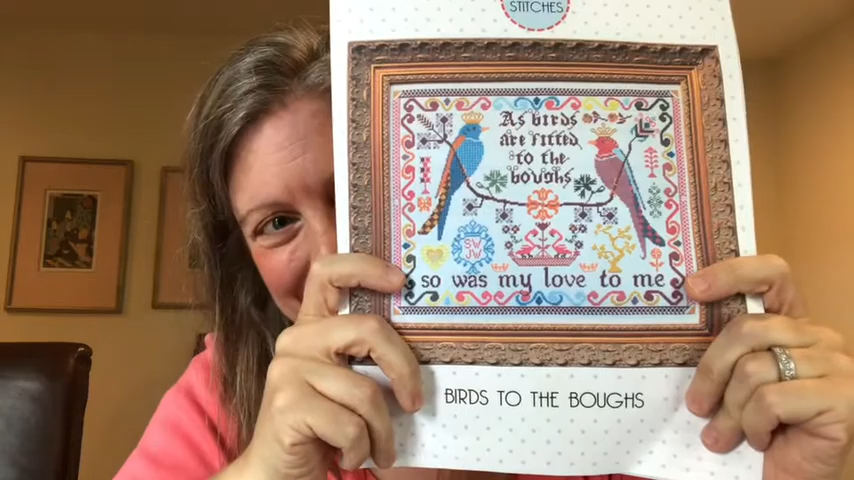 STITCHES
As birds
are fitted
to the
boughs
SW
JW
so was my love to me
BIRDS TO THE BOUGHS